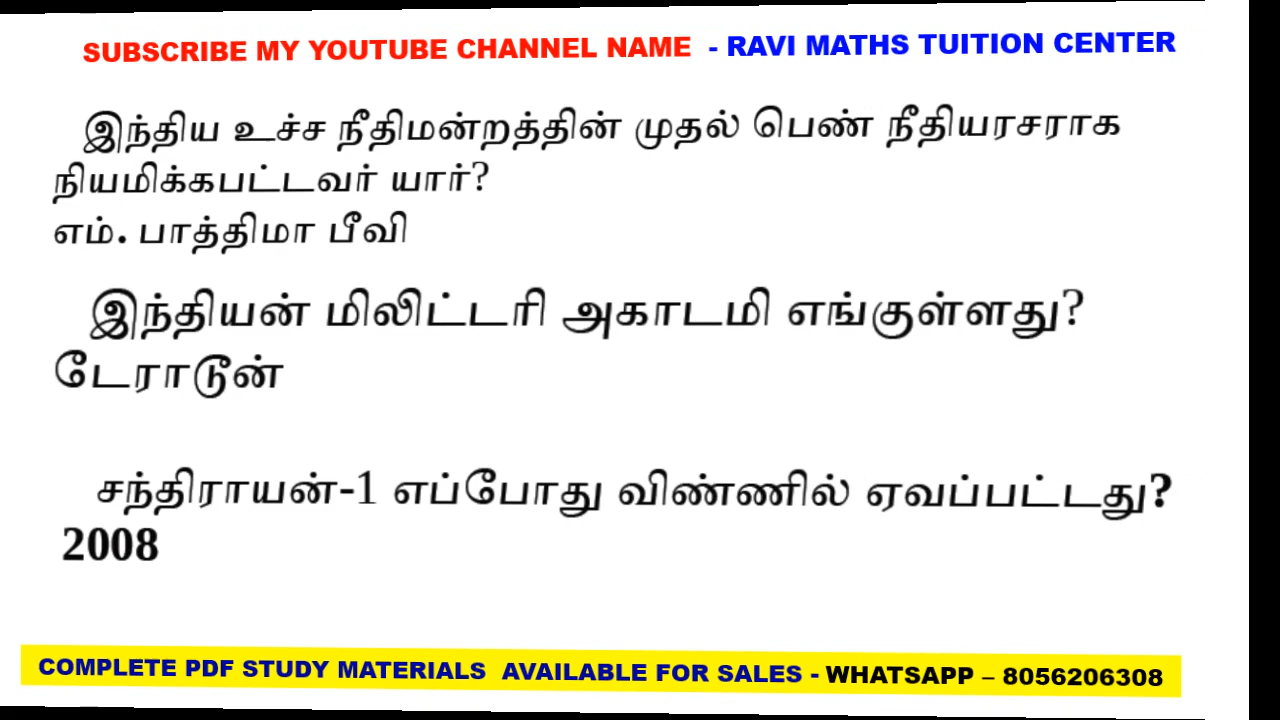 SUBSCRIBE MY YOUTUBE CHANNEL NAME - RAVI MATHS TUITION CENTER
இந்திய உச்ச நீதிமன்றத்தின் முதல் பெண் நீதியரசராக
நியமிக்கபட்டவர் யார்?
எம். பாத்திமா பீவி
இந்தியன் மிலிட்டரி அகாடமி எங்குள்ளது?
டேராடூன்
சந்திராயன்-1 எப்போது விண்ணில் ஏவப்பட்டது?
2008
COMPLETE PDF STUDY MATERIALS AVAILABLE FOR SALES - WHATSAPP – 8056206308